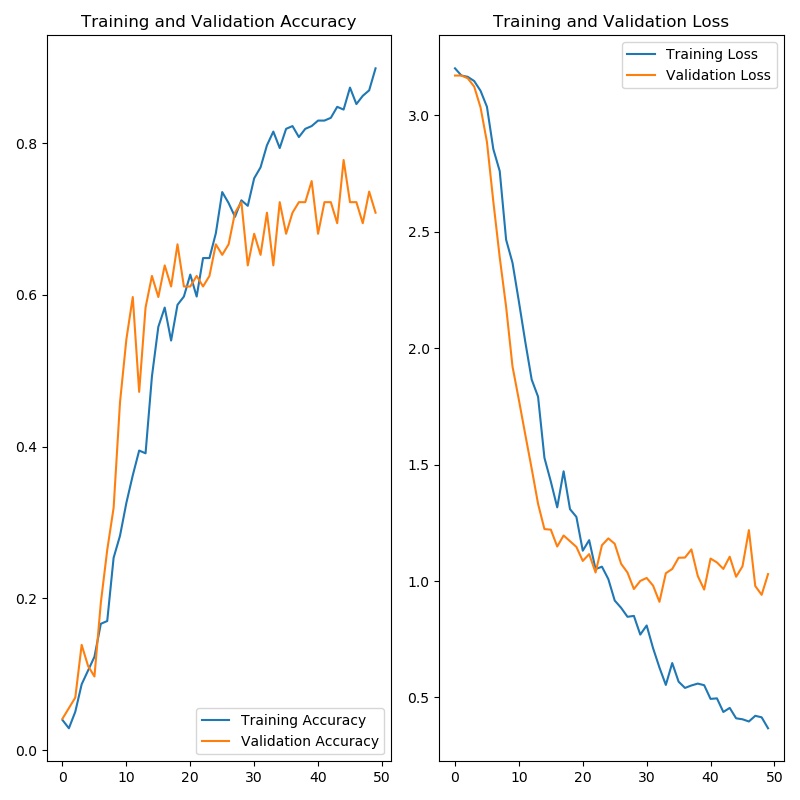 Training and Validation Accuracy
0.8
0.6
0.4
0.2
0.0
Training Accuracy
Validation Accuracy
0 10 20 30 40 50
Training and Validation Loss
Training Loss
Validation Loss
3.0
2.5
2.0
1.5
1.0
0.5
0 10 20 30 40 50